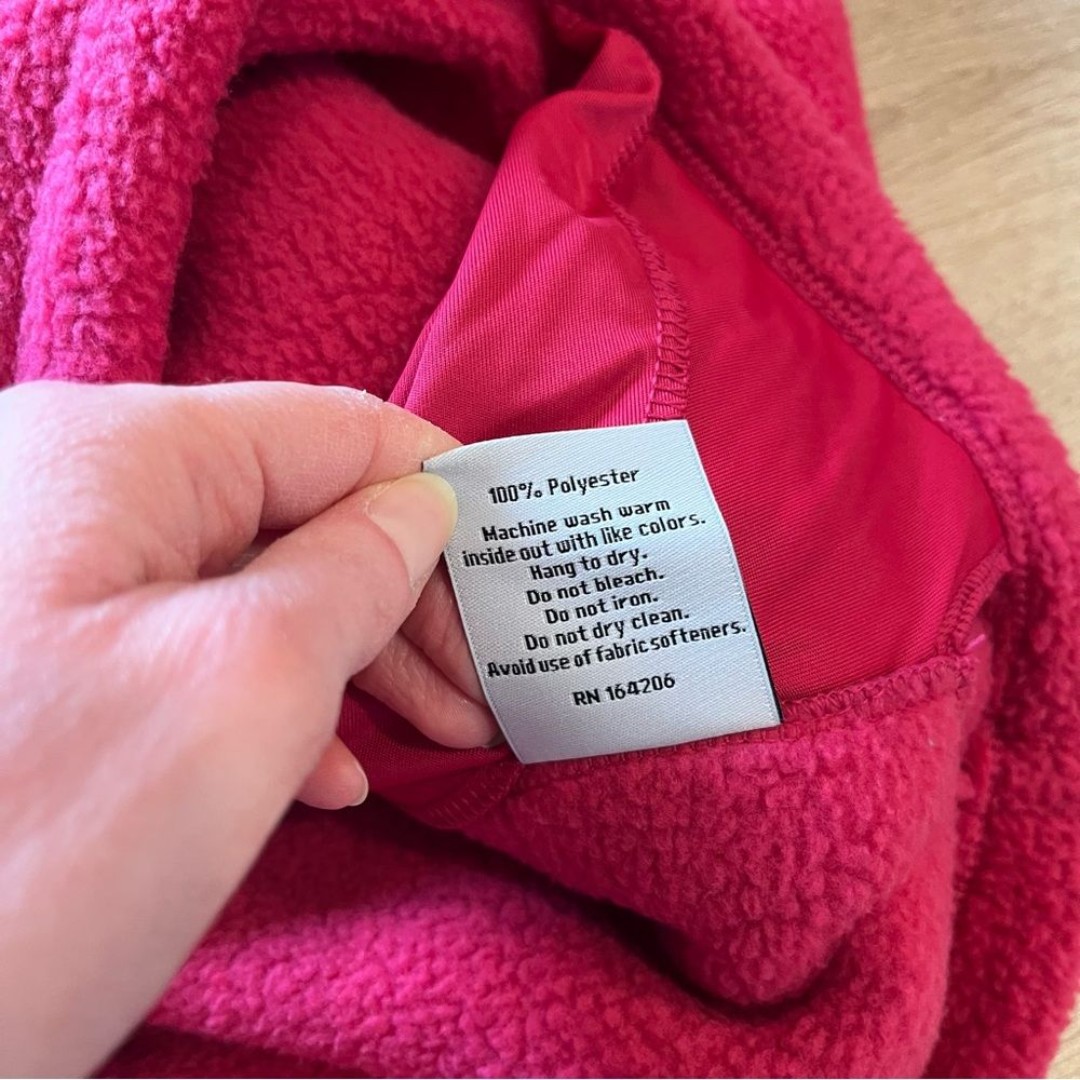 100% Polyester
Machine wash warm
inside out with like colors.
Hang to dry.
Do not bleach.
Do not iron.
Do not dry clean.
Avoid use of fabric softeners.
RN 164206